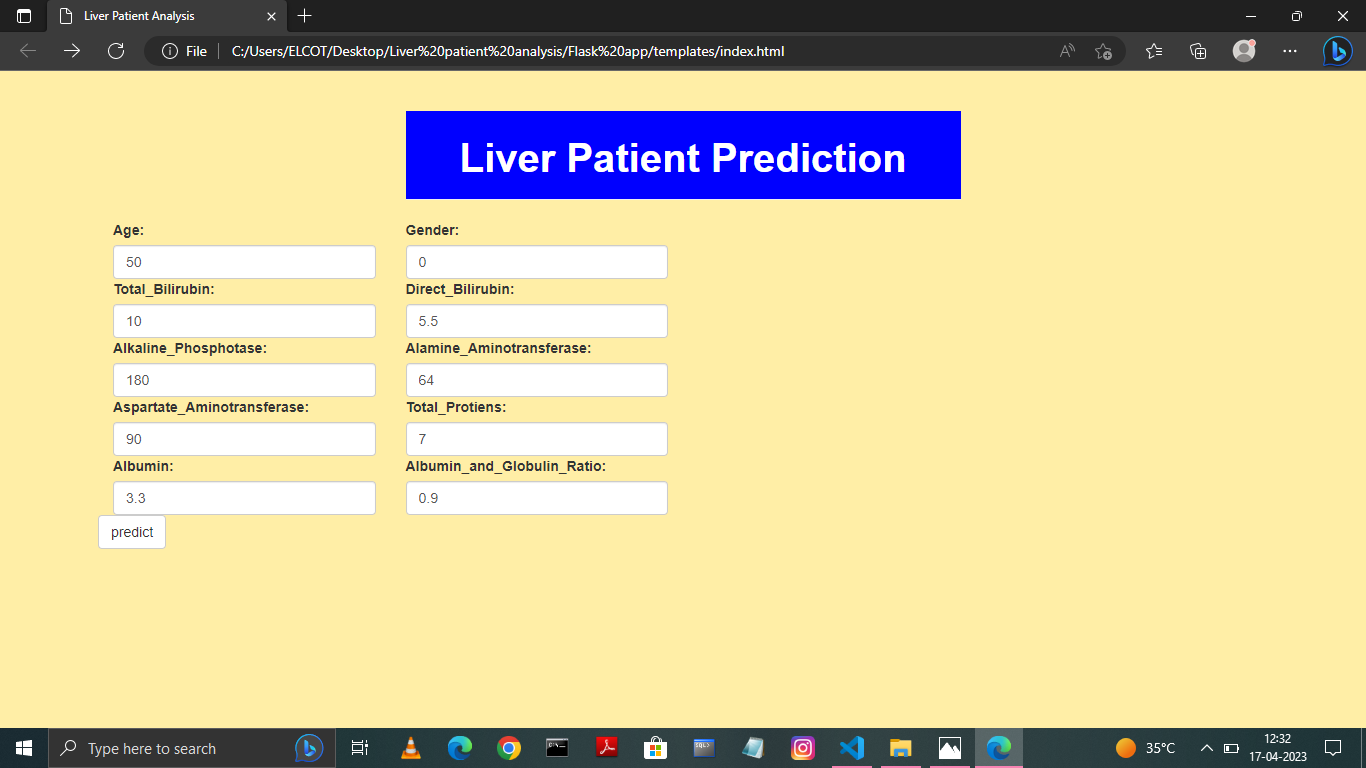 Liver Patient Analysis
File C:/Users/ELCOT/Desktop/Liver%20patient%20analysis/Flask%20app/templates/index.html
Liver Patient Prediction
Age: Gender:
50 0
Total_Bilirubin: Direct_Bilirubin:
10 5.5
Alkaline_Phosphotase: Alamine_Aminotransferase:
180 64
Aspartate_Aminotransferase: Total_Protiens:
90 7
Albumin: Albumin_and_Globulin_Ratio:
3.3 0.9
predict
Type here to search 35°C 12:32
17-04-2023